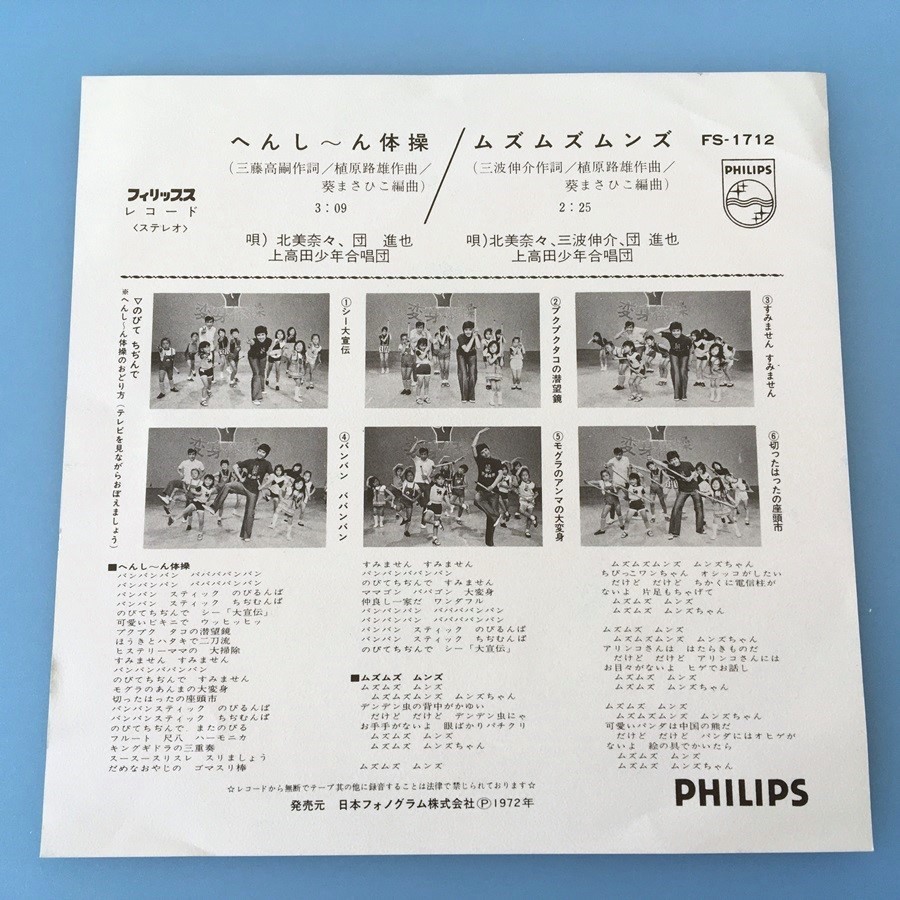 へんし〜ん体操
(三藤高嗣作詞/植原路雄作曲/
葵まさひこ編曲)
3:09
唄)北美奈々、団 進也
上高田少年合唱団
ムズムズムンズ
(三波伸介作詞/植原路雄作曲/
葵まさひこ編曲)
2:25
唄)北美奈々、三波伸介、団 進也
上高田少年合唱団
FS-1712
PHILIPS
フィリップス
レコード
〈ステレオ〉
※へんし〜ん体操のおどり方(テレビを見ながらおぼえましょう)
▽のびて ちぢんで
①シー大宣伝
②ブクブクタコの潜望鏡
③すみません すみません
④バンバン ババンバン
⑤モグラのアンマの大変身
⑥切ったはったの座頭市
■へんし〜ん体操
バンバンバン バババババンバン
バンバンバン バババババンバン
バンバン スティック のびるんば
バンバン スティック ちぢむんば
のびてちぢんで シー「大宣伝」
可愛いビキニで ウッヒッヒッ
ブクブク タコの潜望鏡
ほうきとハタキで二刀流
ヒステリーママの 大掃除
すみません すみません
バンバンババンバン
のびてちぢんで すみません
モグラのあんまの大変身
切ったはったの座頭市
バンバンスティック のびるんば
バンバンスティック ちぢむんば
のびてちぢんで またのびる
フルート 尺八 ハーモニカ
キングギドラの三重奏
スースースリスレ スリましょう
だめなおやじの ゴマスリ棒
すみません すみません
バンバンババンバン
のびてちぢんで すみません
ママゴン パパゴン 大変身
仲良し一家だ ワンダフル
バンバンバン バババババンバン
バンバンバン バババババンバン
バンバン スティック のびるんば
バンバン スティック ちぢむんば
のびてちぢんで シー「大宣伝」
■ムズムズ ムンズ
ムズムズ ムンズ
ムズムズムンズ ムンズちゃん
デンデン虫の背中がかゆい
だけど だけど デンデン虫にゃ
お手手がないよ 眼ばかりパチクリ
ムズムズ ムンズ
ムズムズ ムンズちゃん
ムズムズ ムンズ
ムズムズムンズ ムンズちゃん
ちびっこワンちゃん オシッコがしたい
だけど だけど ちかくに電信柱が
ないよ 片足もちゃげて
ムズムズ ムンズ
ムズムズ ムンズちゃん
ムズムズ ムンズ
ムズムズムンズ ムンズちゃん
アリンコさんは はたらきものだ
だけど だけど アリンコさんには
お目々がないよ ヒゲでお話し
ムズムズ ムンズ
ムズムズ ムンズちゃん
ムズムズ ムンズ
ムズムズムンズ ムンズちゃん
可愛いパンダは中国の熊だ
だけど だけど パンダにはオヒゲが
ないよ 絵の具でかいたら
ムズムズ ムンズ
ムズムズ ムンズちゃん
☆レコードから無断でテープ其の他に録音することは法律で禁じられております☆
発売元 日本フォノグラム株式会社Ⓟ1972年
PHILIPS